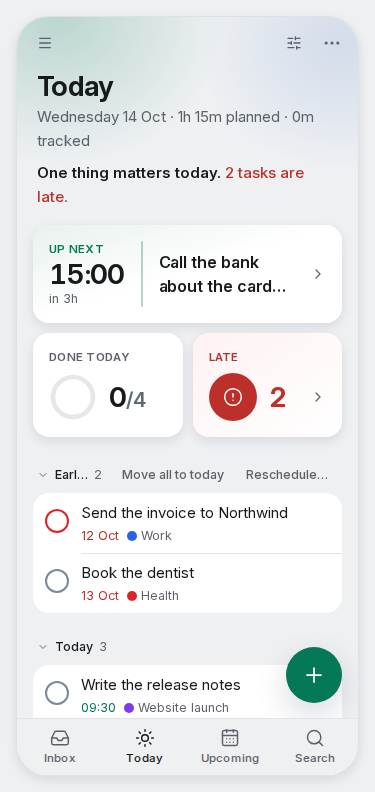 Today
Wednesday 14 Oct · 1h 15m planned · 0m
tracked
One thing matters today. 2 tasks are
late.
UP NEXT
15:00
in 3h
Call the bank
about the card…
DONE TODAY
0/4
LATE
2
Earl… 2 Move all to today Reschedule…
Send the invoice to Northwind
12 Oct Work
Book the dentist
13 Oct Health
Today 3
Write the release notes
09:30 Website launch
Inbox Today Upcoming Search